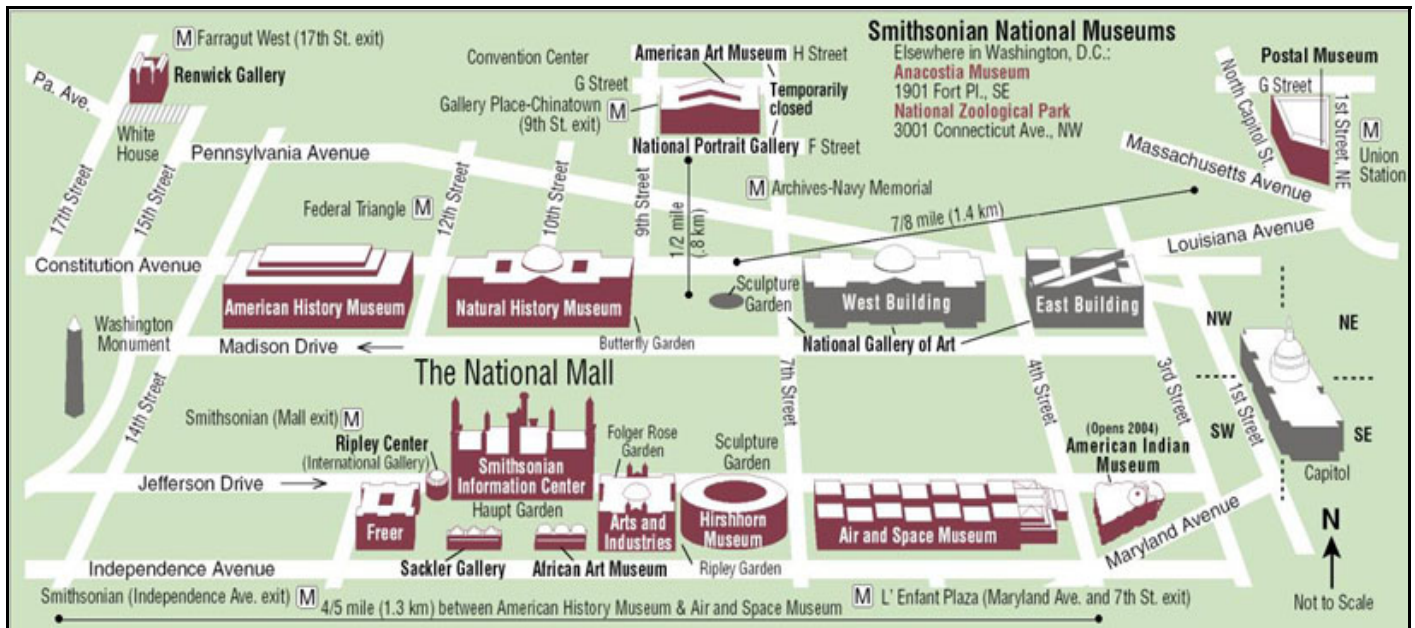 Smithsonian National Museums
Elsewhere in Washington, D.C.:
Anacostia Museum
1901 Fort Pl., SE
National Zoological Park
3001 Connecticut Ave., NW
M Farragut West (17th St. exit)
Renwick Gallery
Pa. Ave.
White
House
17th Street
15th Street
Pennsylvania Avenue
Convention Center
American Art Museum
H Street
G Street
Temporarily
closed
Gallery Place-Chinatown
(9th St. exit)
M
National Portrait Gallery
F Street
Postal Museum
G Street
North Capitol St.
1st Street, NE
M
Union
Station
Massachusetts Avenue
Louisiana Avenue
M Archives-Navy Memorial
7/8 mile (1.4 km)
1/2 mile
(.8 km)
Federal Triangle M
12th Street
10th Street
9th Street
Constitution Avenue
American History Museum
Natural History Museum
Sculpture
Garden
West Building
East Building
National Gallery of Art
Butterfly Garden
Washington
Monument
Madison Drive
The National Mall
14th Street
7th Street
4th Street
3rd Street
1st Street
NW
NE
SW
SE
Capitol
Smithsonian (Mall exit) M
Ripley Center
(International Gallery)
Jefferson Drive
Smithsonian
Information Center
Folger Rose
Garden
Sculpture
Garden
(Opens 2004)
American Indian
Museum
Haupt Garden
Freer
Sackler Gallery
African Art Museum
Arts and
Industries
Hirshhorn
Museum
Ripley Garden
Air and Space Museum
Maryland Avenue
Independence Avenue
N
Not to Scale
Smithsonian (Independence Ave. exit) M
4/5 mile (1.3 km) between American History Museum & Air and Space Museum
M L' Enfant Plaza (Maryland Ave. and 7th St. exit)